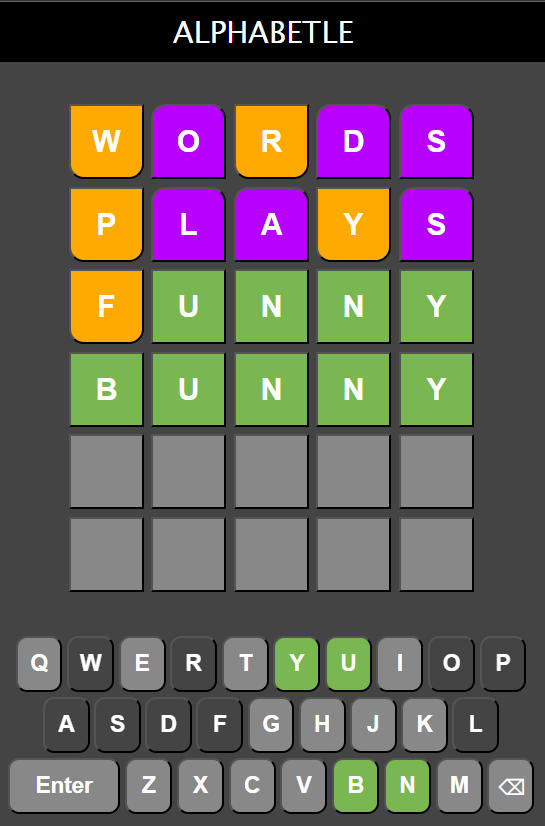 ALPHABETLE
W O R D S
P L A Y S
F U N N Y
B U N N Y
Q W E R T Y U I O P
A S D F G H J K L
Enter Z X C V B N M ⌫